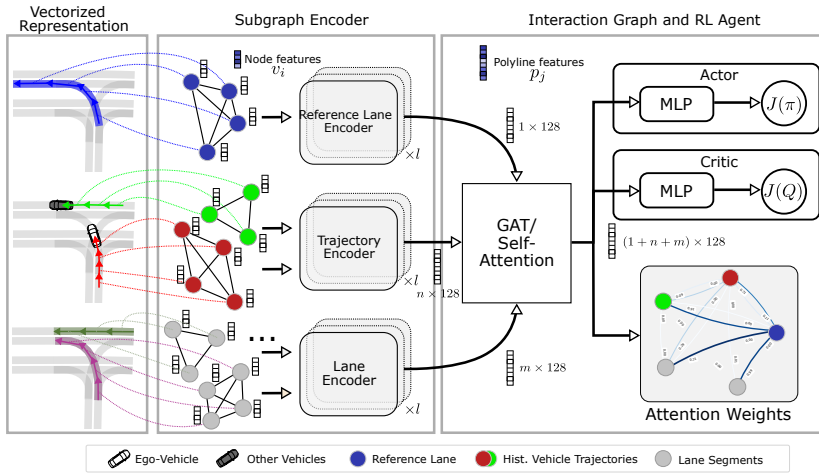 Vectorized
Representation
Subgraph Encoder
Interaction Graph and RL Agent
Node features
v_i
Polyline features
p_j
Reference Lane
Encoder
×l
1 × 128
Actor
MLP
J(π)
Critic
MLP
J(Q)
Trajectory
Encoder
×l
n × 128
GAT/
Self-
Attention
(1 + n + m) × 128
...
Lane
Encoder
×l
m × 128
Attention Weights
Ego-Vehicle
Other Vehicles
Reference Lane
Hist. Vehicle Trajectories
Lane Segments